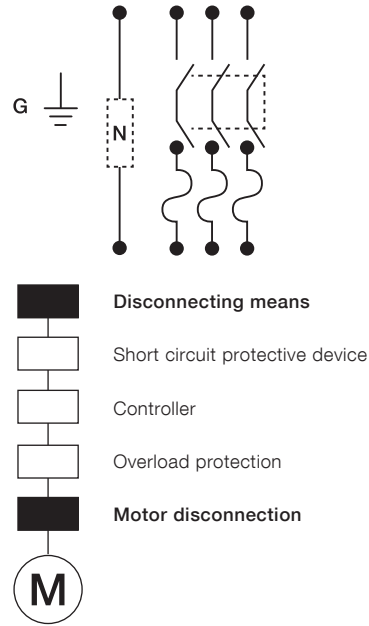 G
N
Disconnecting means
Short circuit protective device
Controller
Overload protection
Motor disconnection
M